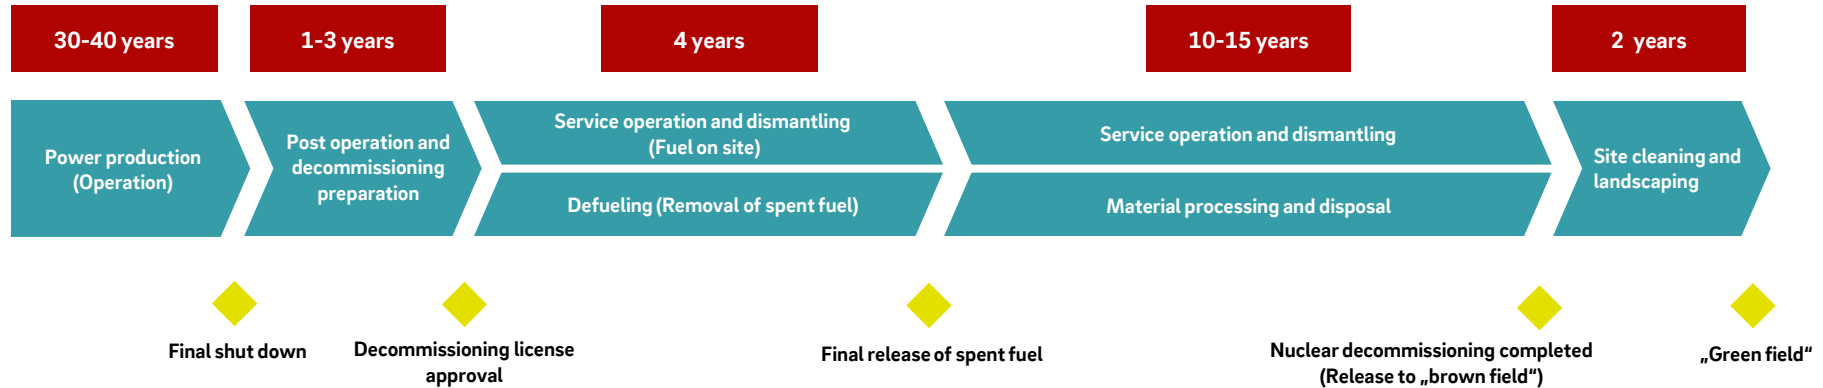 30-40 years
1-3 years
4 years
10-15 years
2 years
Power production
(Operation)
Post operation and
decommissioning
preparation
Service operation and dismantling
(Fuel on site)
Defueling (Removal of spent fuel)
Service operation and dismantling
Material processing and disposal
Site cleaning and
landscaping
Final shut down
Decommissioning license
approval
Final release of spent fuel
Nuclear decommissioning completed
(Release to „brown field“)
„Green field“